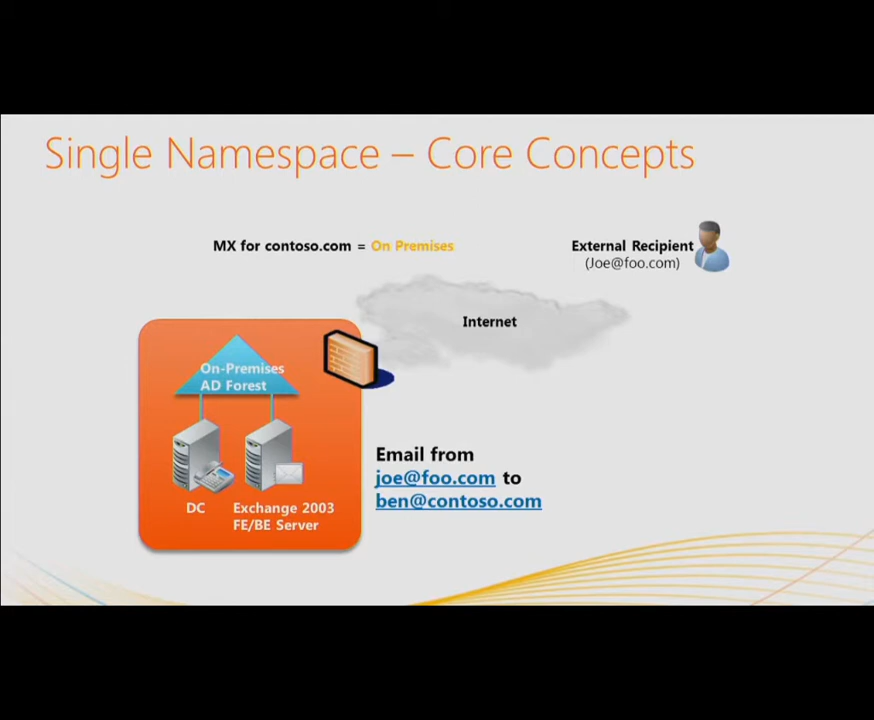 Single Namespace – Core Concepts
MX for contoso.com = On Premises
External Recipient
(Joe@foo.com)
Internet
On-Premises
AD Forest
DC
Exchange 2003
FE/BE Server
Email from
joe@foo.com to
ben@contoso.com